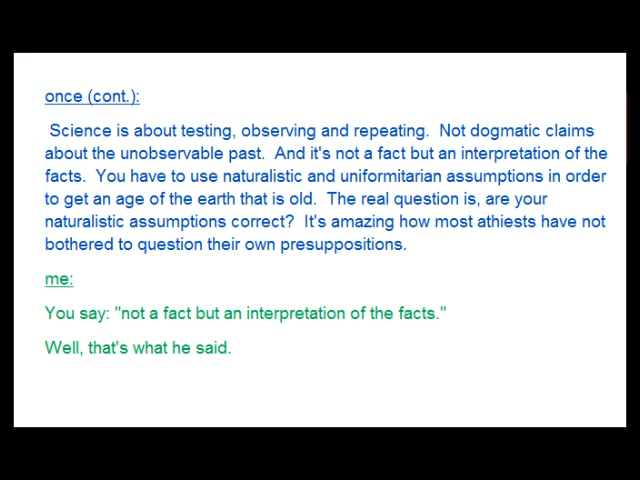 once (cont.):
Science is about testing, observing and repeating.  Not dogmatic claims
about the unobservable past.  And it's not a fact but an interpretation of the
facts.  You have to use naturalistic and uniformitarian assumptions in order
to get an age of the earth that is old.  The real question is, are your
naturalistic assumptions correct?  It's amazing how most athiests have not
bothered to question their own presuppositions.
me:
You say: "not a fact but an interpretation of the facts."
Well, that's what he said.